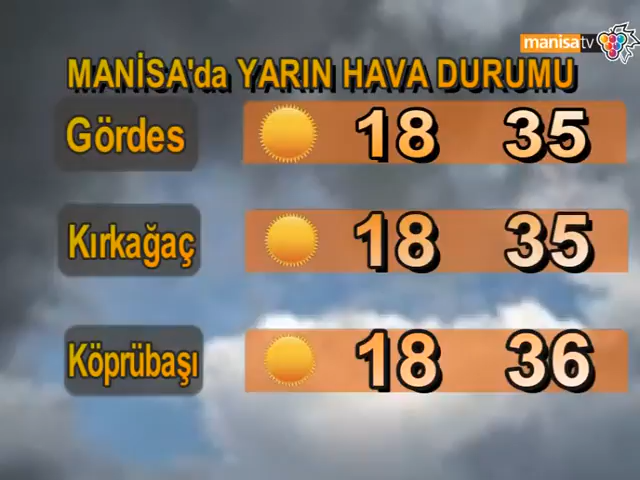 manisatv
MANİSA'da YARIN HAVA DURUMU
Gördes 18 35
Kırkağaç 18 35
Köprübaşı 18 36